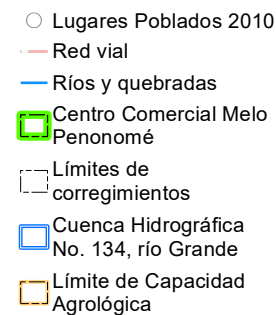 Lugares Poblados 2010
Red vial
Ríos y quebradas
Centro Comercial Melo
Penonomé
Límites de
corregimientos
Cuenca Hidrográfica
No. 134, río Grande
Límite de Capacidad
Agrológica